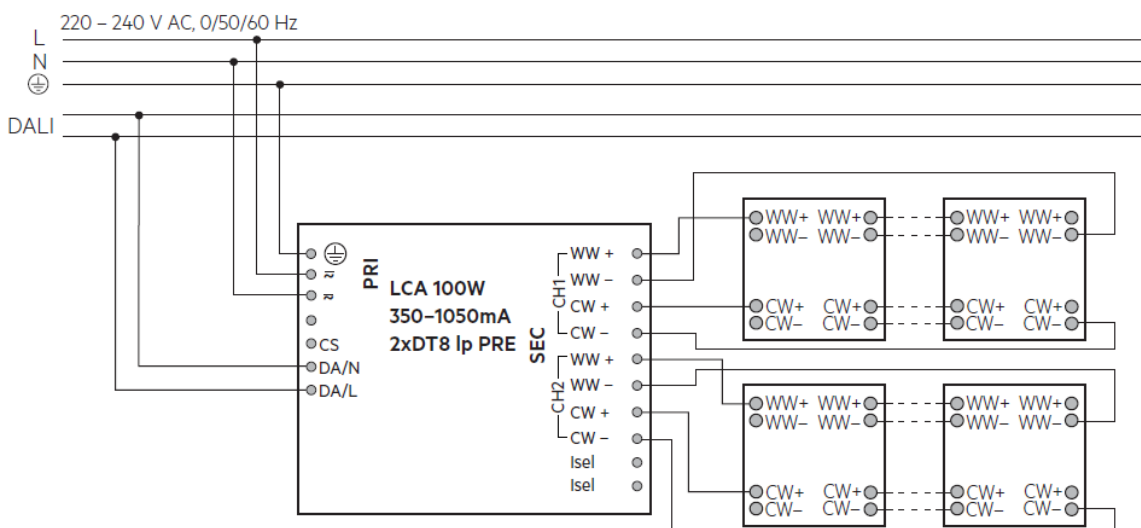 220 – 240 V AC, 0/50/60 Hz
L
N
DALI
PRI
CS
DA/N
DA/L
LCA 100W
350–1050mA
2xDT8 lp PRE
SEC
CH1
WW +
WW –
CW +
CW –
CH2
WW +
WW –
CW +
CW –
Isel
Isel
WW+ WW+ WW+ WW+
WW– WW– WW– WW–
CW+ CW+ CW+ CW+
CW– CW– CW– CW–
WW+ WW+ WW+ WW+
WW– WW– WW– WW–
CW+ CW+ CW+ CW+
CW– CW– CW– CW–